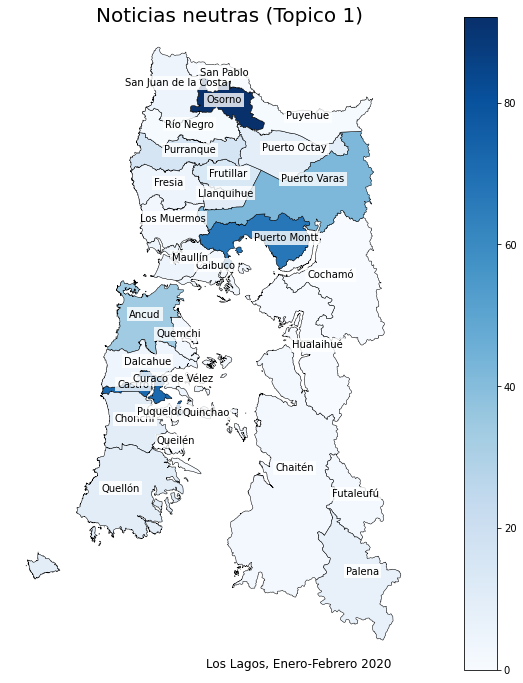 Noticias neutras (Topico 1)
San Pablo
San Juan de la Costa
Osorno
Puyehue
Río Negro
Purranque
Puerto Octay
Frutillar
Puerto Varas
Fresia
Llanquihue
Los Muermos
Puerto Montt
Maullín
Calbuco
Cochamó
Ancud
Quemchi
Hualaihué
Dalcahue
Curaco de Vélez
Castro
Puqueldón
Quinchao
Chonchi
Queilén
Chaitén
Quellón
Futaleufú
Palena
80
60
40
20
0
Los Lagos, Enero-Febrero 2020